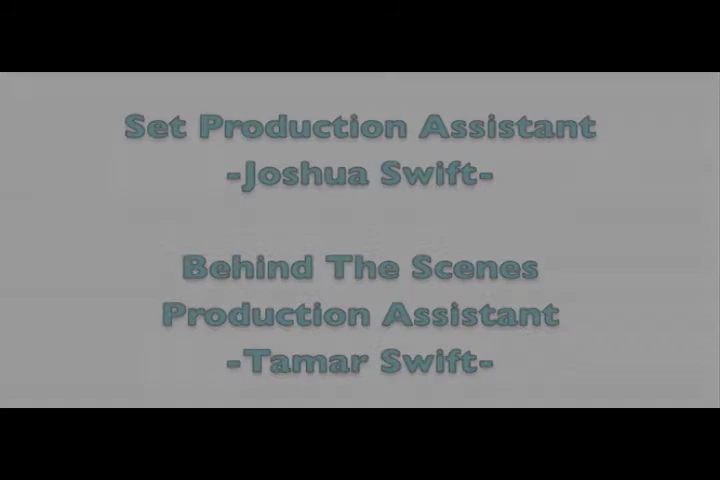 Set Production Assistant
-Joshua Swift-
Behind The Scenes
Production Assistant
-Tamar Swift-